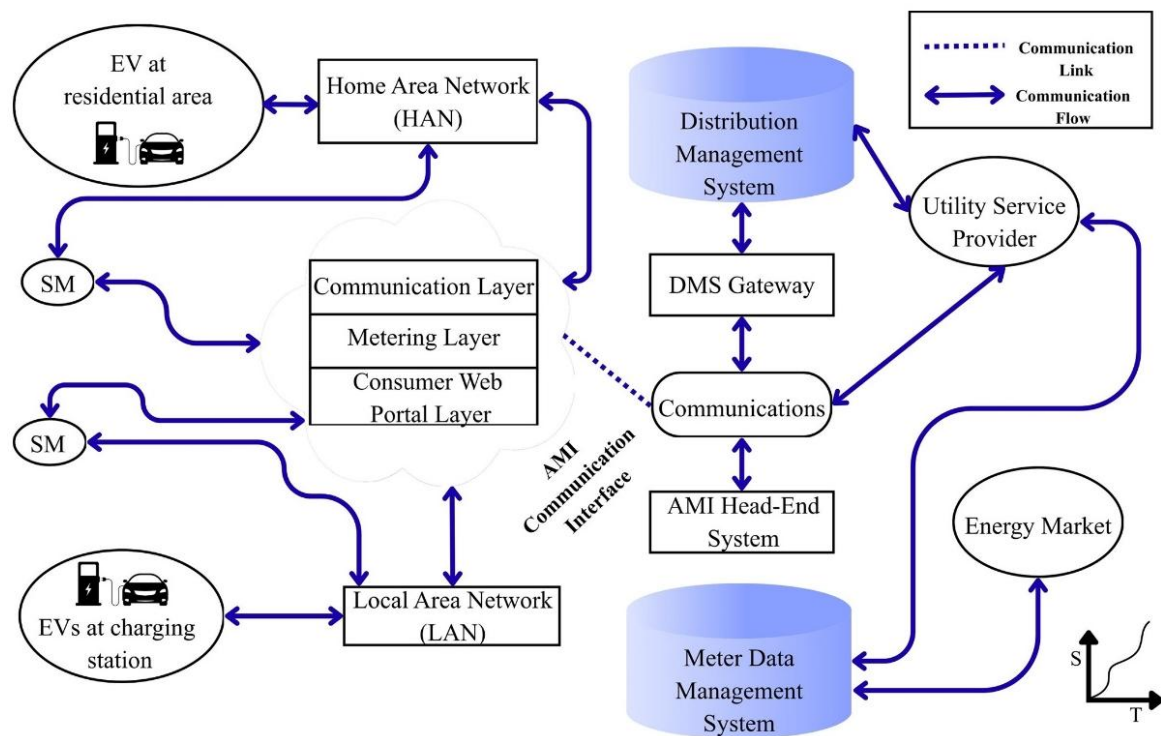 EV at
residential area
Home Area Network
(HAN)
Distribution
Management
System
Communication
Link
Communication
Flow
Utility Service
Provider
SM
Communication Layer
Metering Layer
Consumer Web
Portal Layer
DMS Gateway
Communications
SM
AMI
Communication
Interface
AMI Head-End
System
Energy Market
EVs at charging
station
Local Area Network
(LAN)
Meter Data
Management
System
S
T